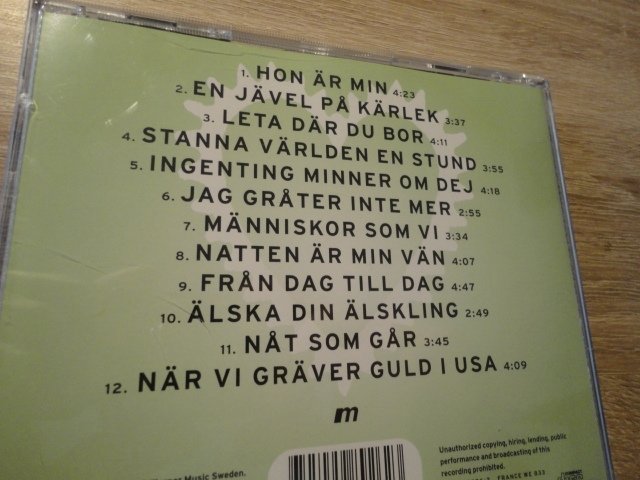 1. HON ÄR MIN 4:23
2. EN JÄVEL PÅ KÄRLEK 3:37
3. LETA DÄR DU BOR 4:11
4. STANNA VÄRLDEN EN STUND 3:55
5. INGENTING MINNER OM DEJ 4:18
6. JAG GRÅTER INTE MER 2:55
7. MÄNNISKOR SOM VI 3:34
8. NATTEN ÄR MIN VÄN 4:07
9. FRÅN DAG TILL DAG 4:47
10. ÄLSKA DIN ÄLSKLING 2:49
11. NÅT SOM GÅR 3:45
12. NÄR VI GRÄVER GULD I USA 4:09
m
Music Sweden.
Unauthorized copying, hiring, lending, public
performance and broadcasting of this
recording prohibited.
FRANCE WE 833